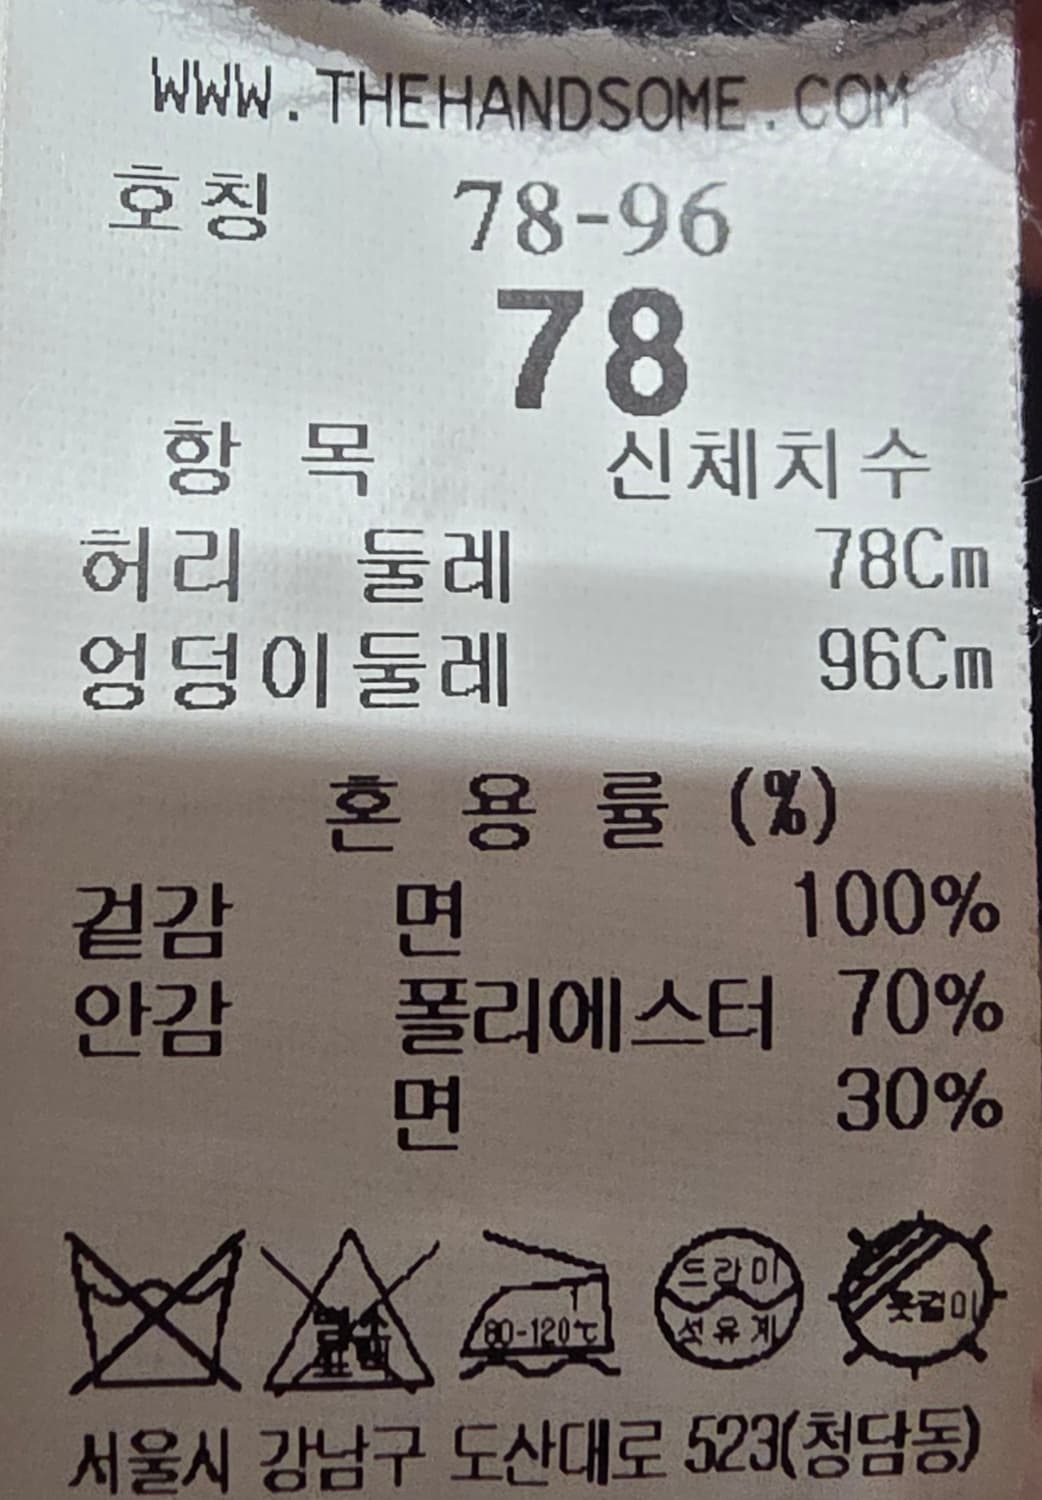 WWW.THEHANDSOME.COM
호칭 78-96
78
항 목 신체치수
허리 둘레 78Cm
엉덩이둘레 96Cm
혼 용 률 (%)
겉감 면 100%
안감 폴리에스터 70%
면 30%
80-120℃
드라이
석유계
옷걸이
서울시 강남구 도산대로 523(청담동)